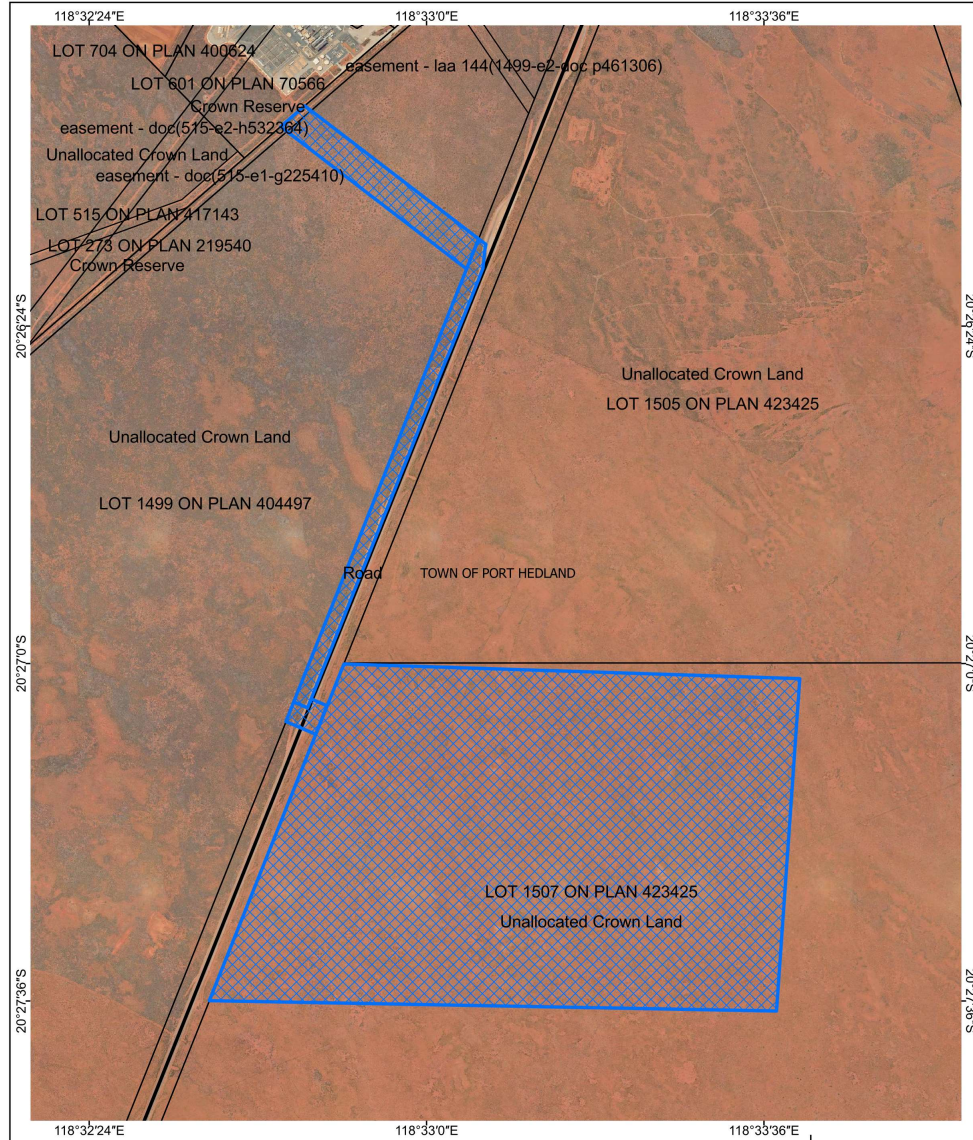 118°32'24"E
118°33'0"E
118°33'36"E
LOT 704 ON PLAN 400624
easement - laa 144(1499-e2-doc p461306)
LOT 601 ON PLAN 70566
Crown Reserve
easement - doc(515-e2-h532364)
Unallocated Crown Land
easement - doc(515-e1-g225410)
LOT 515 ON PLAN 417143
LOT 273 ON PLAN 219540
Crown Reserve
20°26'24"S
20°26'24"S
Unallocated Crown Land
LOT 1505 ON PLAN 423425
Unallocated Crown Land
LOT 1499 ON PLAN 404497
Road
TOWN OF PORT HEDLAND
20°27'0"S
20°27'0"S
LOT 1507 ON PLAN 423425
Unallocated Crown Land
20°27'36"S
20°27'36"S
118°32'24"E
118°33'0"E
118°33'36"E